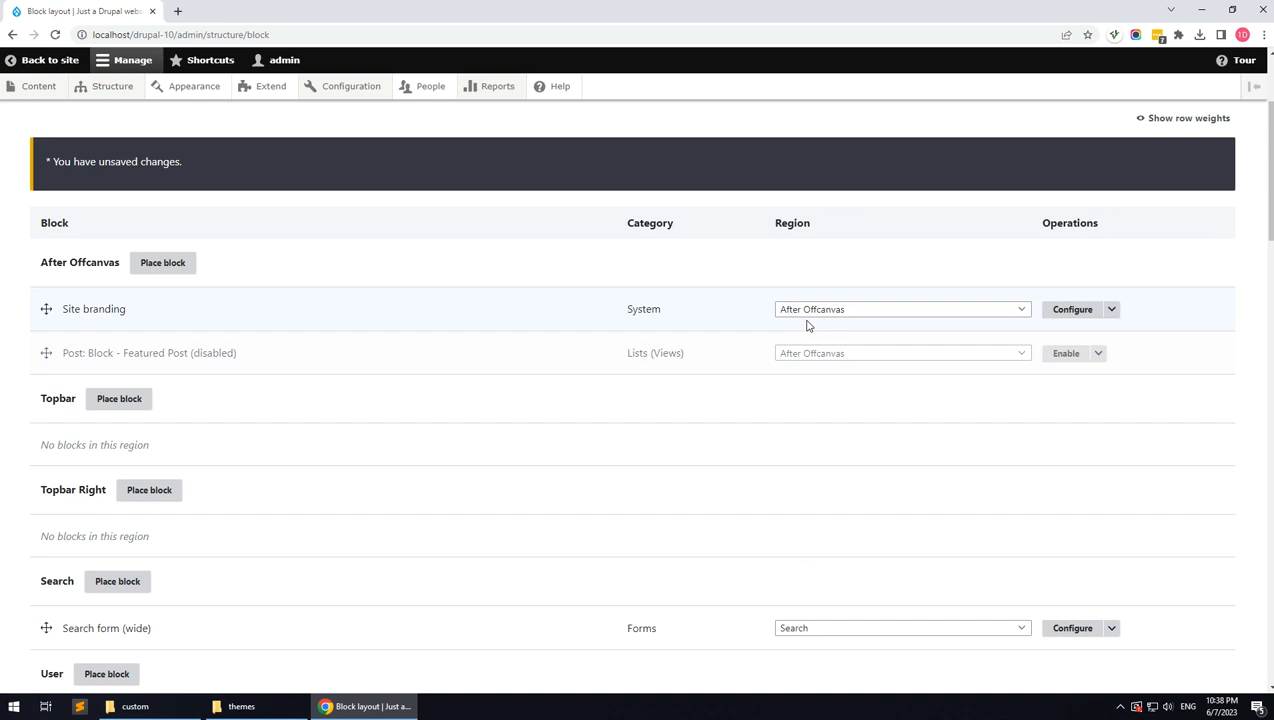 Block layout | Just a Drupal webs
localhost/drupal-10/admin/structure/block
7
1D
Back to site
Manage
Shortcuts
admin
Tour
Content
Structure
Appearance
Extend
Configuration
People
Reports
Help
Show row weights
* You have unsaved changes.
Block Category Region Operations
After Offcanvas Place block
Site branding System After Offcanvas Configure
Post: Block - Featured Post (disabled) Lists (Views) After Offcanvas Enable
Topbar Place block
No blocks in this region
Topbar Right Place block
No blocks in this region
Search Place block
Search form (wide) Forms Search Configure
User Place block
custom
themes
Block layout | Just a...
ENG
10:38 PM
6/7/2023
5